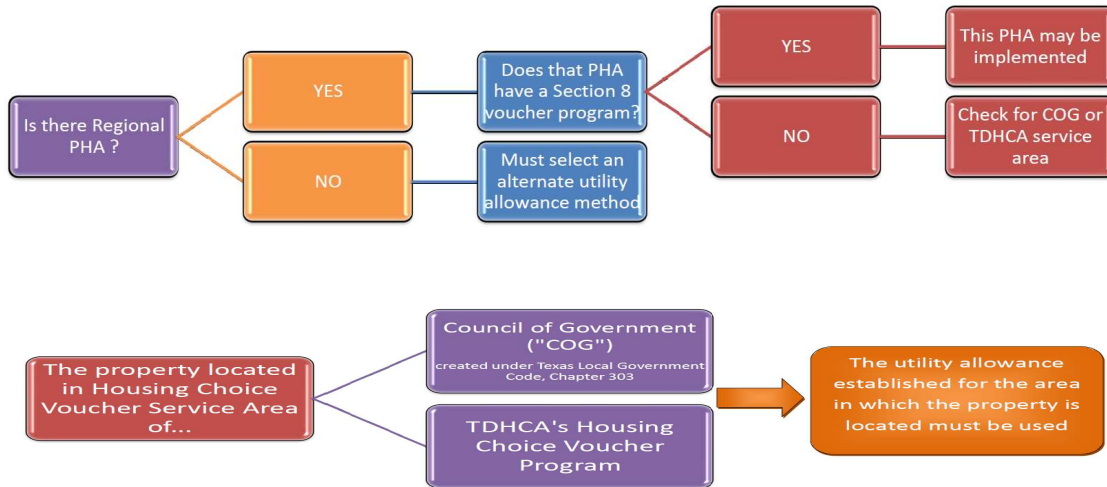 Is there Regional
PHA ?
YES
NO
Does that PHA
have a Section 8
voucher program?
Must select an
alternate utility
allowance method
YES
NO
This PHA may be
implemented
Check for COG or
TDHCA service
area
The property located
in Housing Choice
Voucher Service Area
of...
Council of Government
("COG")
created under Texas Local Government
Code, Chapter 303
TDHCA's Housing
Choice Voucher
Program
The utility allowance
established for the area
in which the property is
located must be used